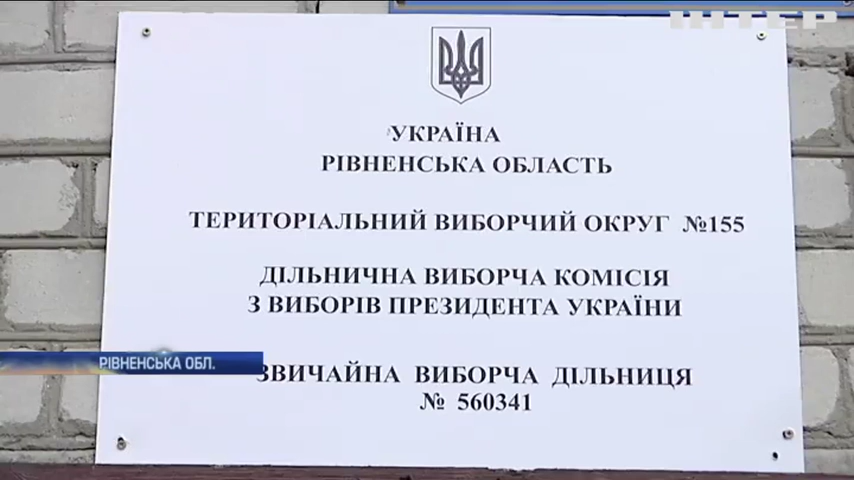 ІНТЕР
УКРАЇНА
РІВНЕНСЬКА ОБЛАСТЬ
ТЕРИТОРІАЛЬНИЙ ВИБОРЧИЙ ОКРУГ №155
ДІЛЬНИЧНА ВИБОРЧА КОМІСІЯ
З ВИБОРІВ ПРЕЗИДЕНТА УКРАЇНИ
РІВНЕНСЬКА ОБЛ.
ЗВИЧАЙНА ВИБОРЧА ДІЛЬНИЦЯ
№ 560341